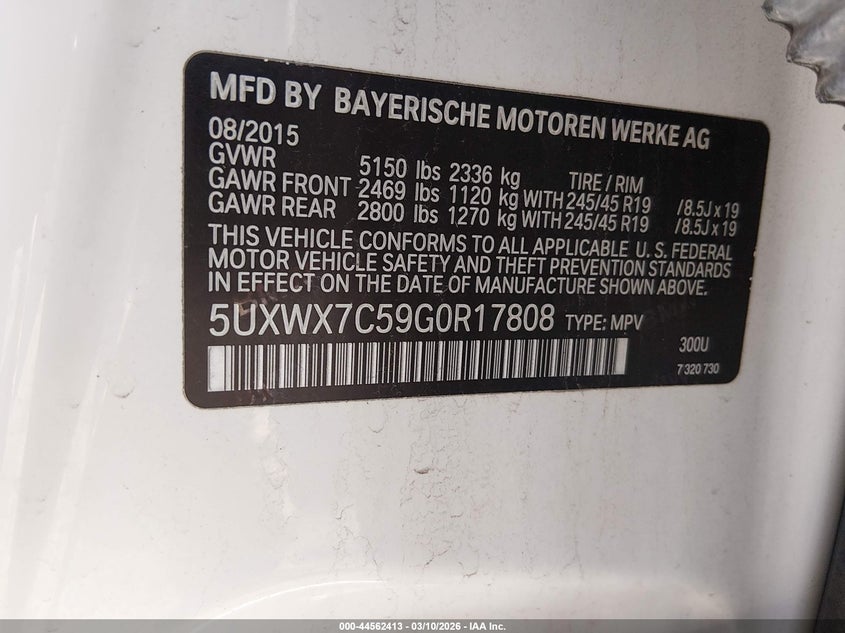 MFD BY BAYERISCHE MOTOREN WERKE AG
08/2015
GVWR 5150 lbs 2336 kg TIRE / RIM
GAWR FRONT 2469 lbs 1120 kg WITH 245/45 R19 /8.5J x 19
GAWR REAR 2800 lbs 1270 kg WITH 245/45 R19 /8.5J x 19
THIS VEHICLE CONFORMS TO ALL APPLICABLE U. S. FEDERAL
MOTOR VEHICLE SAFETY AND THEFT PREVENTION STANDARDS
IN EFFECT ON THE DATE OF MANUFACTURE SHOWN ABOVE.
5UXWX7C59G0R17808 TYPE: MPV
300U
7 320 730
000-44562413 - 03/10/2026 - IAA Inc.